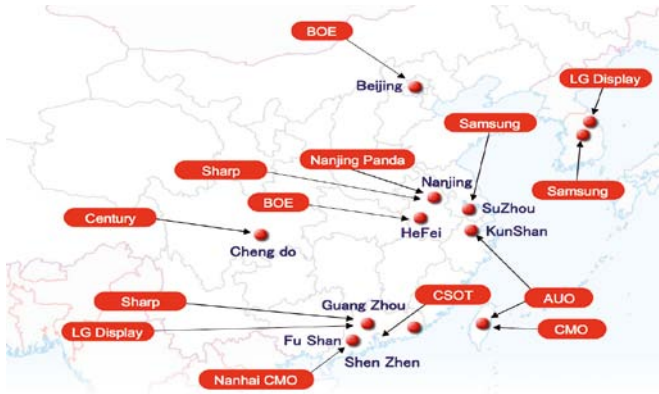 BOE
Beijing
LG Display
Samsung
Nanjing Panda
Sharp
Nanjing
Samsung
BOE
SuZhou
Century
HeFei
KunShan
Cheng do
Sharp
Guang Zhou
CSOT
AUO
LG Display
Fu Shan
CMO
Shen Zhen
Nanhai CMO